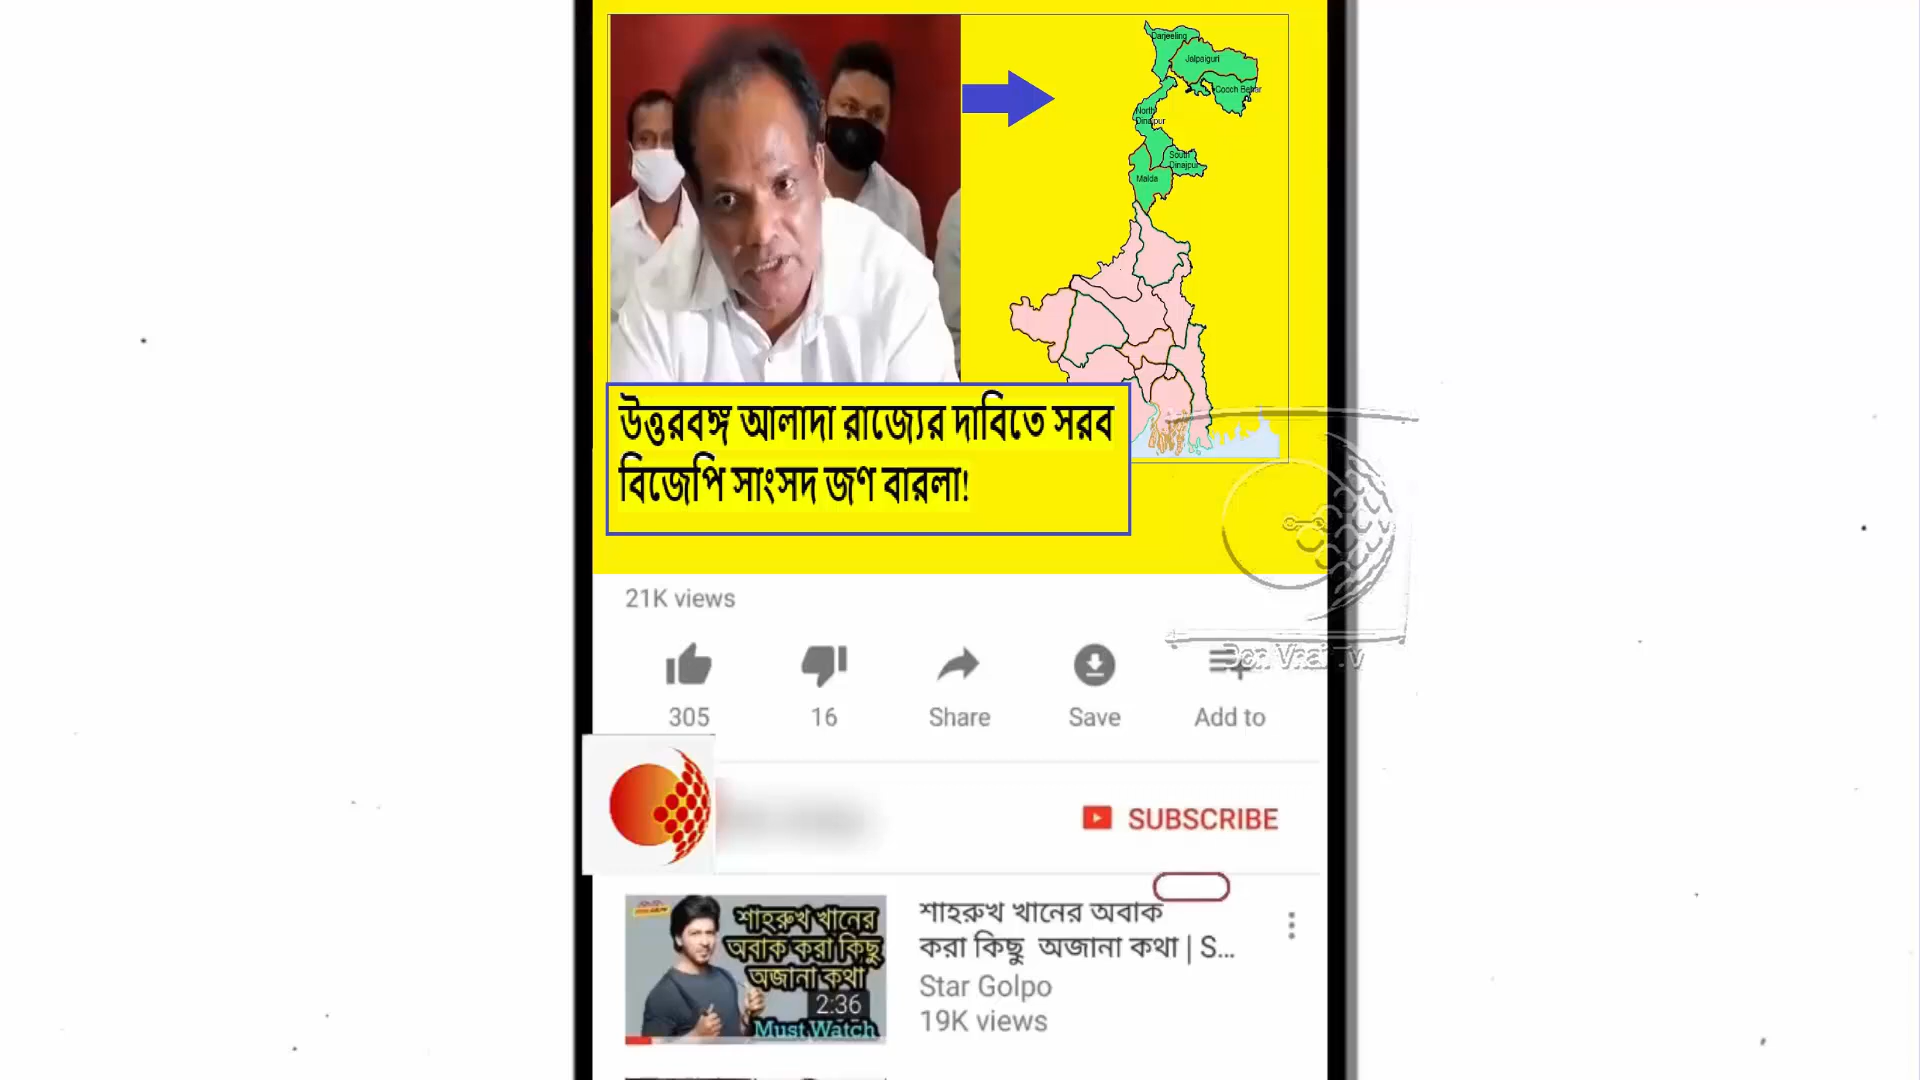 Darjeeling
Jalpaiguri
Cooch Behar
North
Dinajpur
South
Dinajpur
Malda
উত্তরবঙ্গ আলাদা রাজ্যের দাবিতে সরব
বিজেপি সাংসদ জণ বারলা!
21K views
305
16
Share
Save
Add to
SUBSCRIBE
শাহরুখ খানের
অবাক করা কিছু
অজানা কথা
2:36
Must Watch
শাহরুখ খানের অবাক
করা কিছু অজানা কথা | S...
Star Golpo
19K views